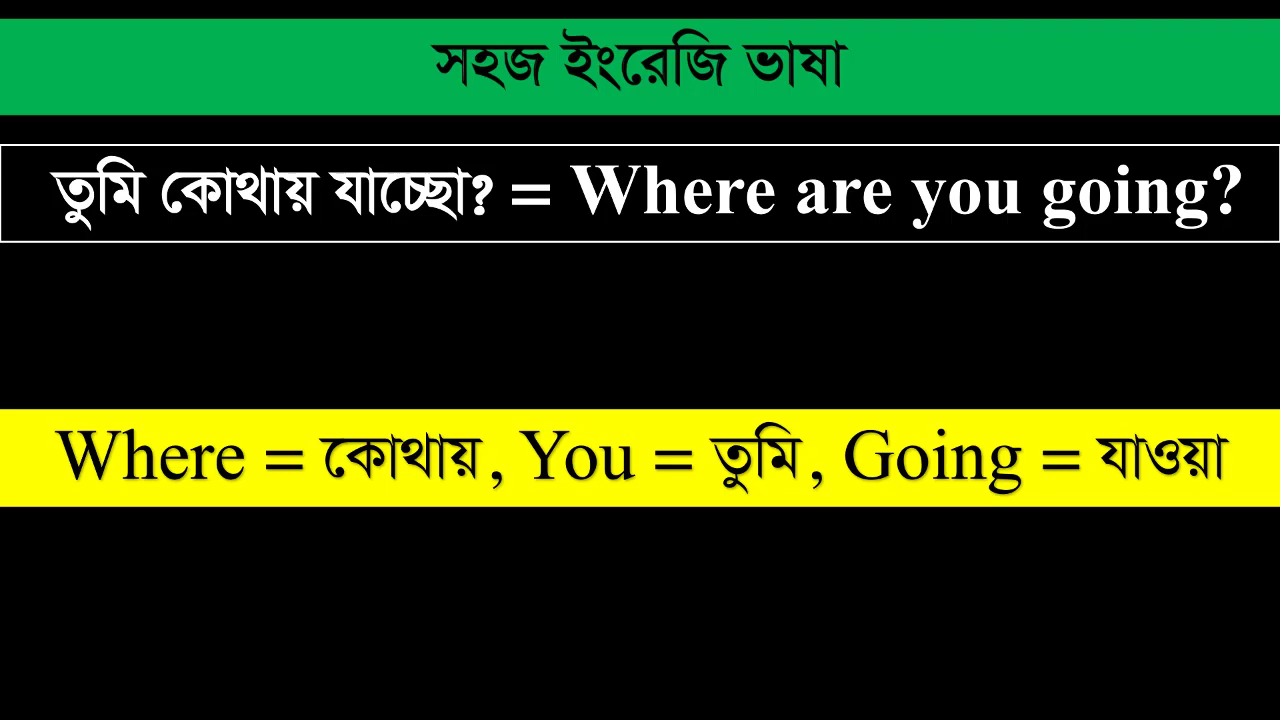 সহজ ইংরেজি ভাষা
তুমি কোথায় যাচ্ছো? = Where are you going?
Where = কোথায়, You = তুমি, Going = যাওয়া